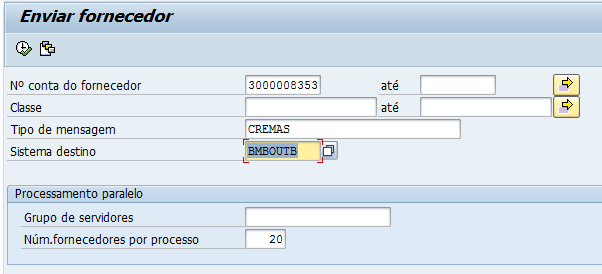 Enviar fornecedor
Nº conta do fornecedor 3000008353 até
Classe até
Tipo de mensagem CREMAS
Sistema destino BMBOUTB
Processamento paralelo
Grupo de servidores
Núm.fornecedores por processo 20